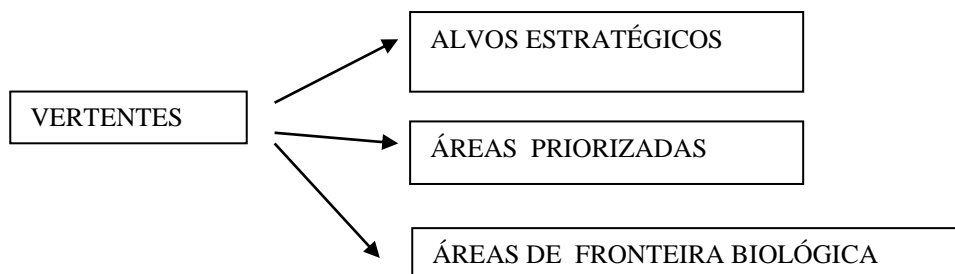 ALVOS ESTRATÉGICOS
VERTENTES
ÁREAS PRIORIZADAS
ÁREAS DE FRONTEIRA BIOLÓGICA